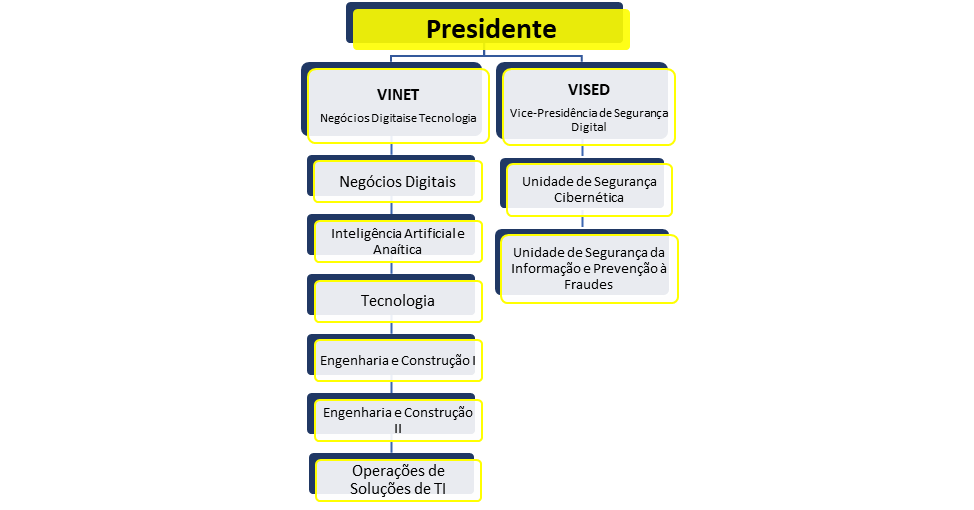 Presidente
VINET
Negócios Digitaise Tecnologia
VISED
Vice-Presidência de Segurança
Digital
Negócios Digitais
Unidade de Segurança
Cibernética
Inteligência Artificial e
Anaítica
Unidade de Segurança da
Informação e Prevenção à
Fraudes
Tecnologia
Engenharia e Construção I
Engenharia e Construção
II
Operações de
Soluções de TI